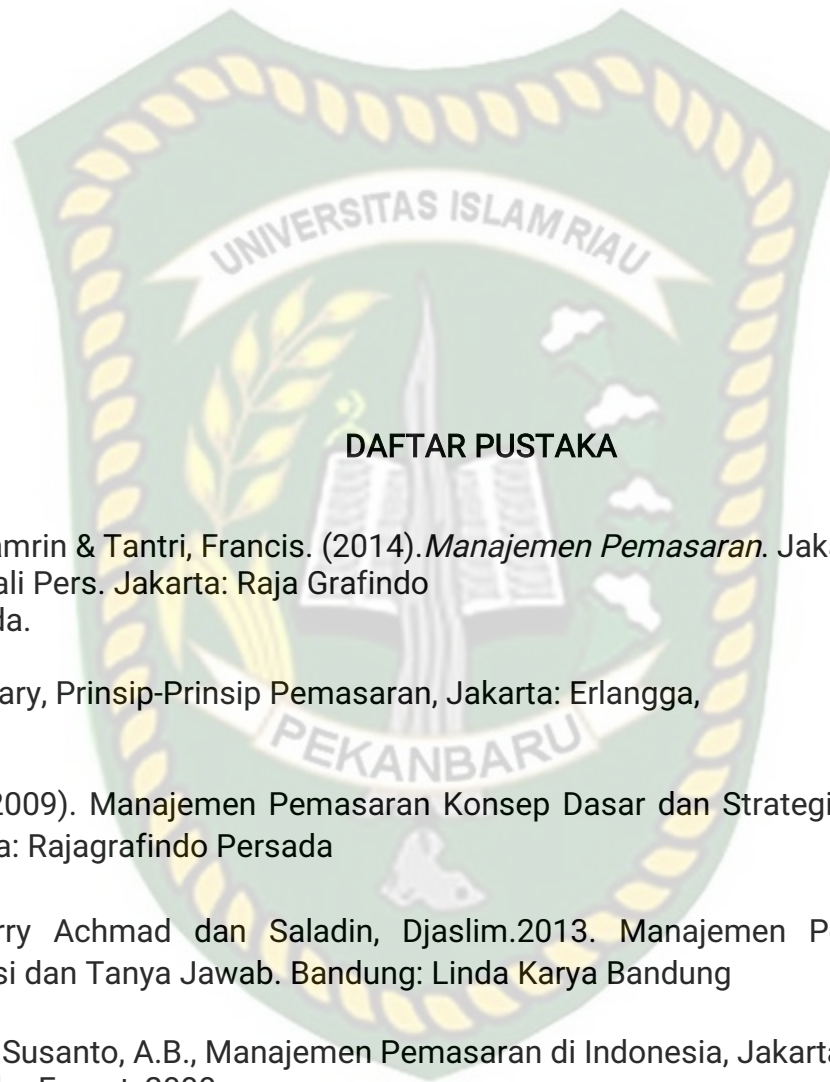 UNIVERSITAS ISLAM RIAU
DAFTAR PUSTAKA
amrin & Tantri, Francis. (2014).Manajemen Pemasaran. Jaka
ali Pers. Jakarta: Raja Grafindo
da.
ary, Prinsip-Prinsip Pemasaran, Jakarta: Erlangga,
PEKANBARU
2009). Manajemen Pemasaran Konsep Dasar dan Strategi
a: Rajagrafindo Persada
rry Achmad dan Saladin, Djaslim.2013. Manajemen P
si dan Tanya Jawab. Bandung: Linda Karya Bandung
Susanto, A.B., Manajemen Pemasaran di Indonesia, Jakarta